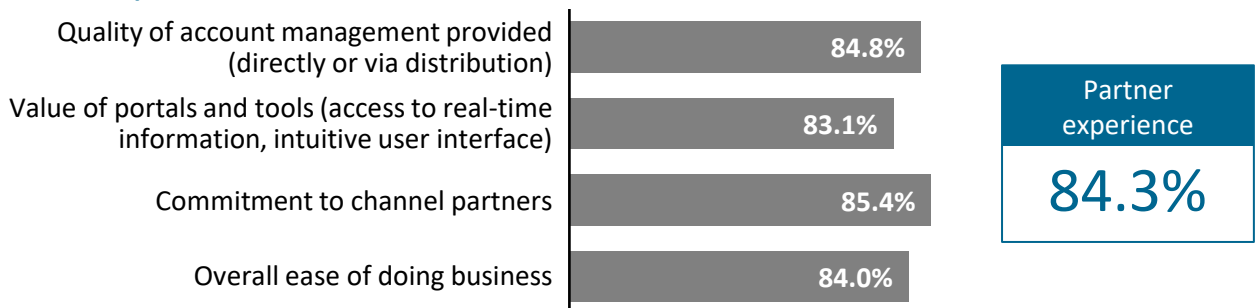 Quality of account management provided
(directly or via distribution)
84.8%
Value of portals and tools (access to real-time
information, intuitive user interface)
83.1%
Commitment to channel partners
85.4%
Overall ease of doing business
84.0%
Partner
experience
84.3%